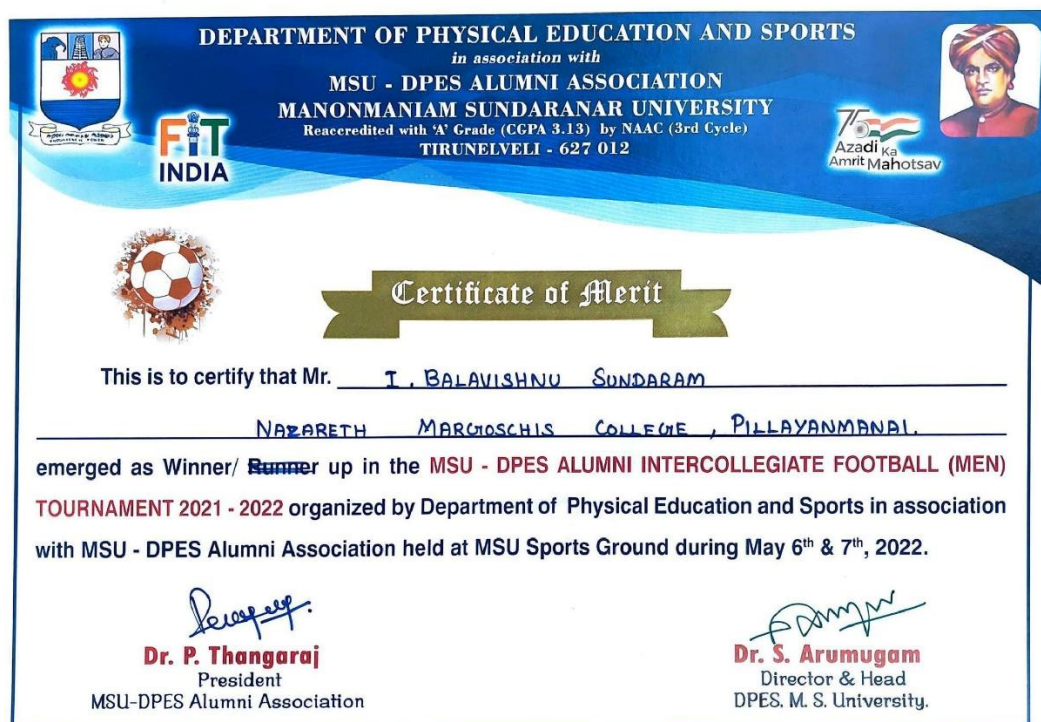 DEPARTMENT OF PHYSICAL EDUCATION AND SPORTS
in association with
MSU - DPES ALUMNI ASSOCIATION
MANONMANIAM SUNDARANAR UNIVERSITY
Reaccredited with 'A' Grade (CGPA 3.13) by NAAC (3rd Cycle)
TIRUNELVELI - 627 012
FIT
INDIA
75
Azadi Ka
Amrit Mahotsav
Certificate of Merit
This is to certify that Mr. I. BALAVISHNU SUNDARAM
NAZARETH MARGOSCHIS COLLEGE, PILLAYANMANAI.
emerged as Winner/ Runner up in the MSU - DPES ALUMNI INTERCOLLEGIATE FOOTBALL (MEN)
TOURNAMENT 2021 - 2022 organized by Department of Physical Education and Sports in association
with MSU - DPES Alumni Association held at MSU Sports Ground during May 6th & 7th, 2022.
Dr. P. Thangaraj
President
MSU-DPES Alumni Association
Dr. S. Arumugam
Director & Head
DPES. M. S. University.